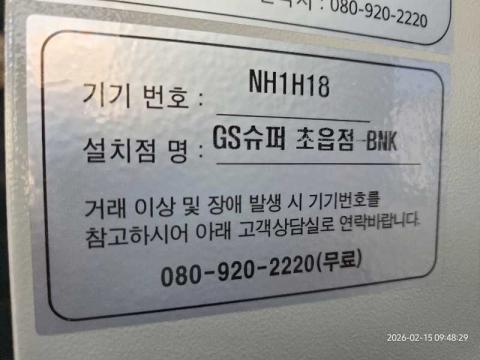 080-920-2220
기기 번호 : NH1H18
설치점 명 : GS슈퍼 초읍점-BNK
거래 이상 및 장애 발생 시 기기번호를
참고하시어 아래 고객상담실로 연락바랍니다.
080-920-2220(무료)
2026-02-15 09:48:29